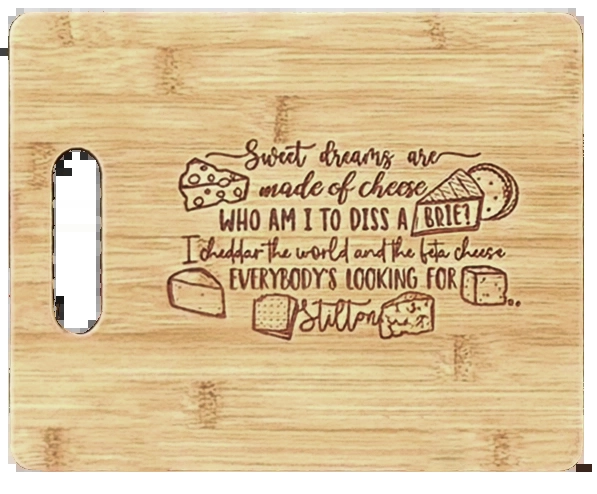 Sweet dreams are
made of cheese
WHO AM I TO DISS A BRIE?
I cheddar the world and the feta cheese
EVERYBODY'S LOOKING FOR
Stilton